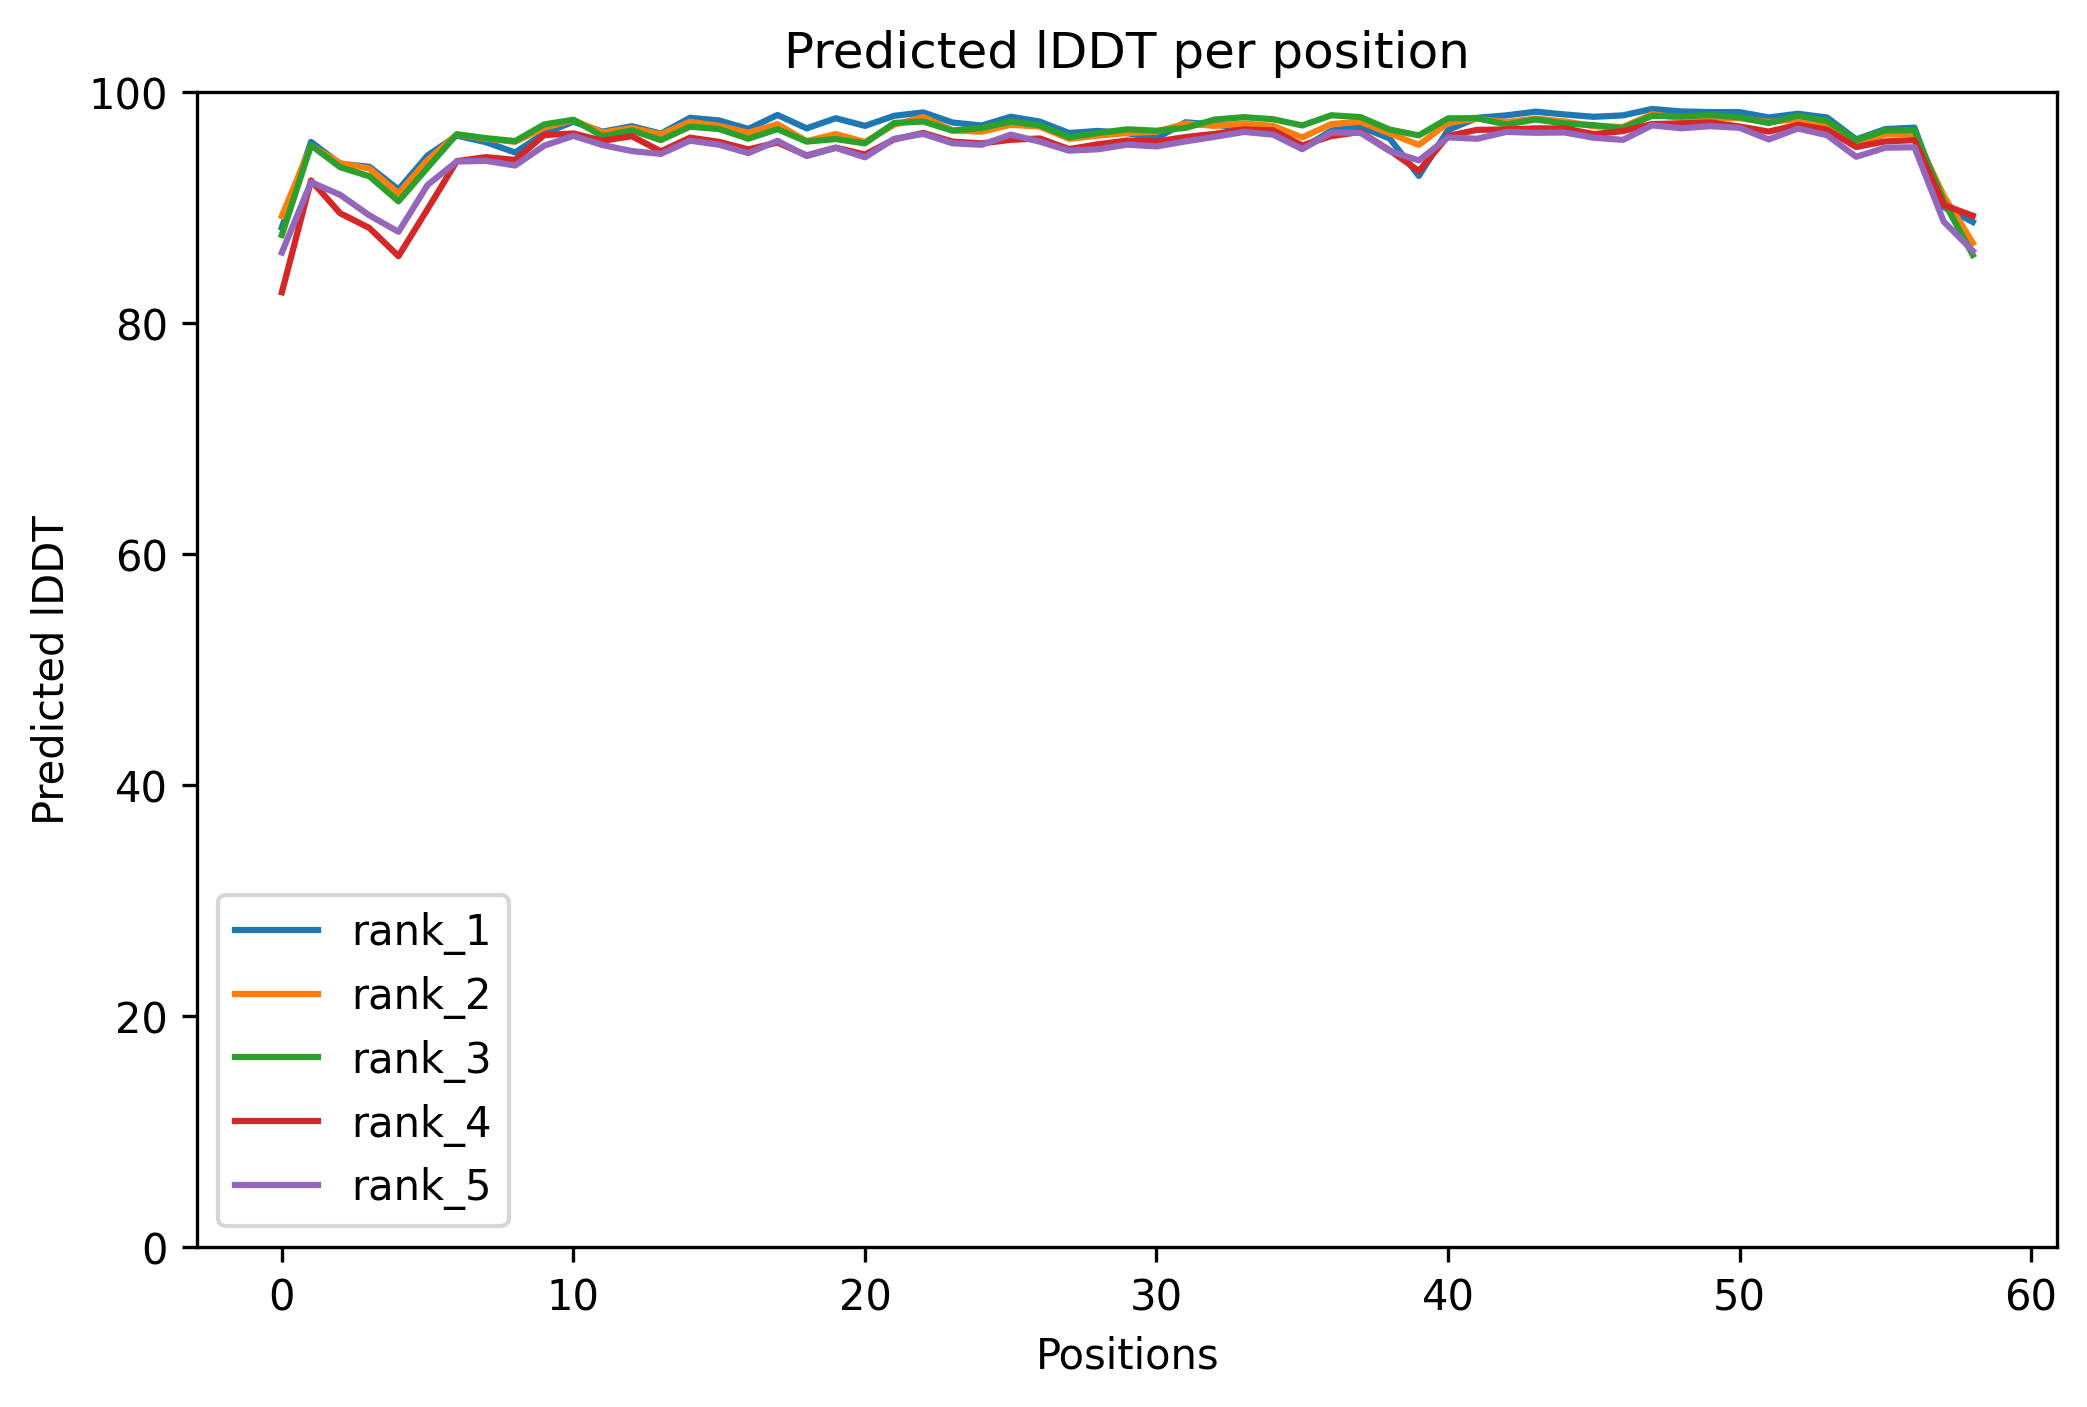 Predicted lDDT per position
Predicted lDDT
100
80
60
40
20
0
rank_1
rank_2
rank_3
rank_4
rank_5
0 10 20 30 40 50 60
Positions